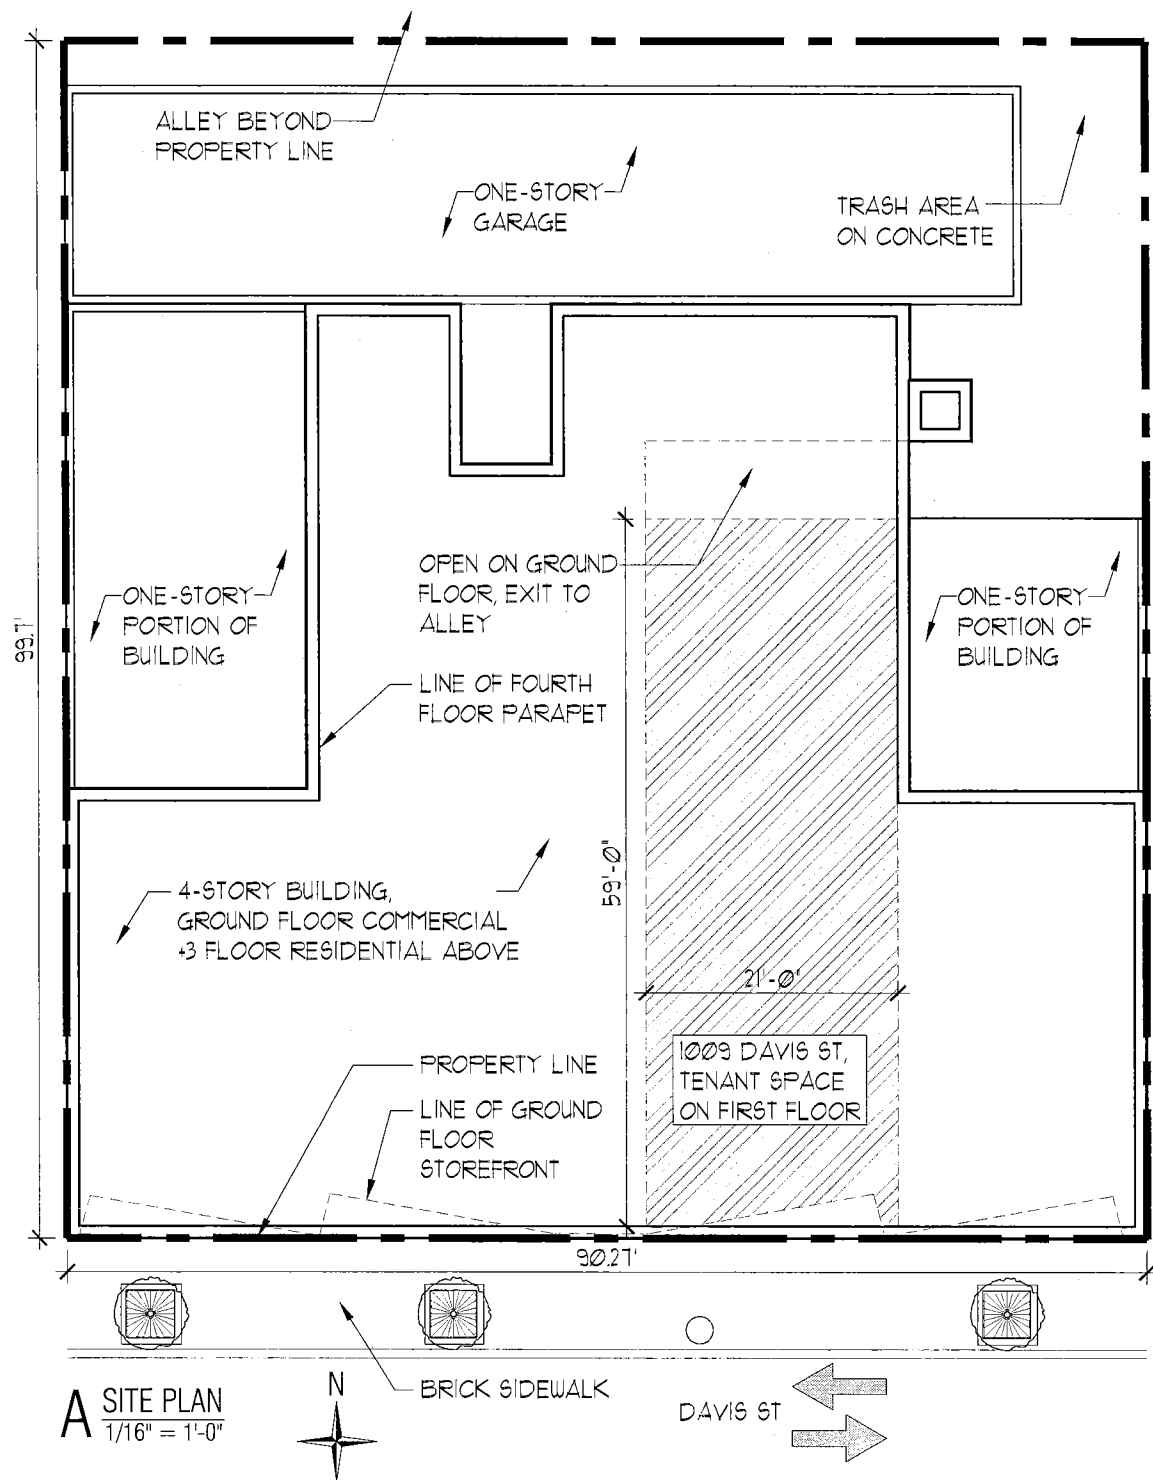 ALLEY BEYOND
PROPERTY LINE
ONE-STORY
GARAGE
TRASH AREA
ON CONCRETE
OPEN ON GROUND
FLOOR, EXIT TO
ALLEY
ONE-STORY
PORTION OF
BUILDING
ONE-STORY
PORTION OF
BUILDING
99.7'
LINE OF FOURTH
FLOOR PARAPET
59'-0"
4-STORY BUILDING,
GROUND FLOOR COMMERCIAL
+3 FLOOR RESIDENTIAL ABOVE
21'-0"
1009 DAVIS ST,
TENANT SPACE
ON FIRST FLOOR
PROPERTY LINE
LINE OF GROUND
FLOOR
STOREFRONT
90.27'
A SITE PLAN
1/16" = 1'-0"
N
BRICK SIDEWALK
DAVIS ST